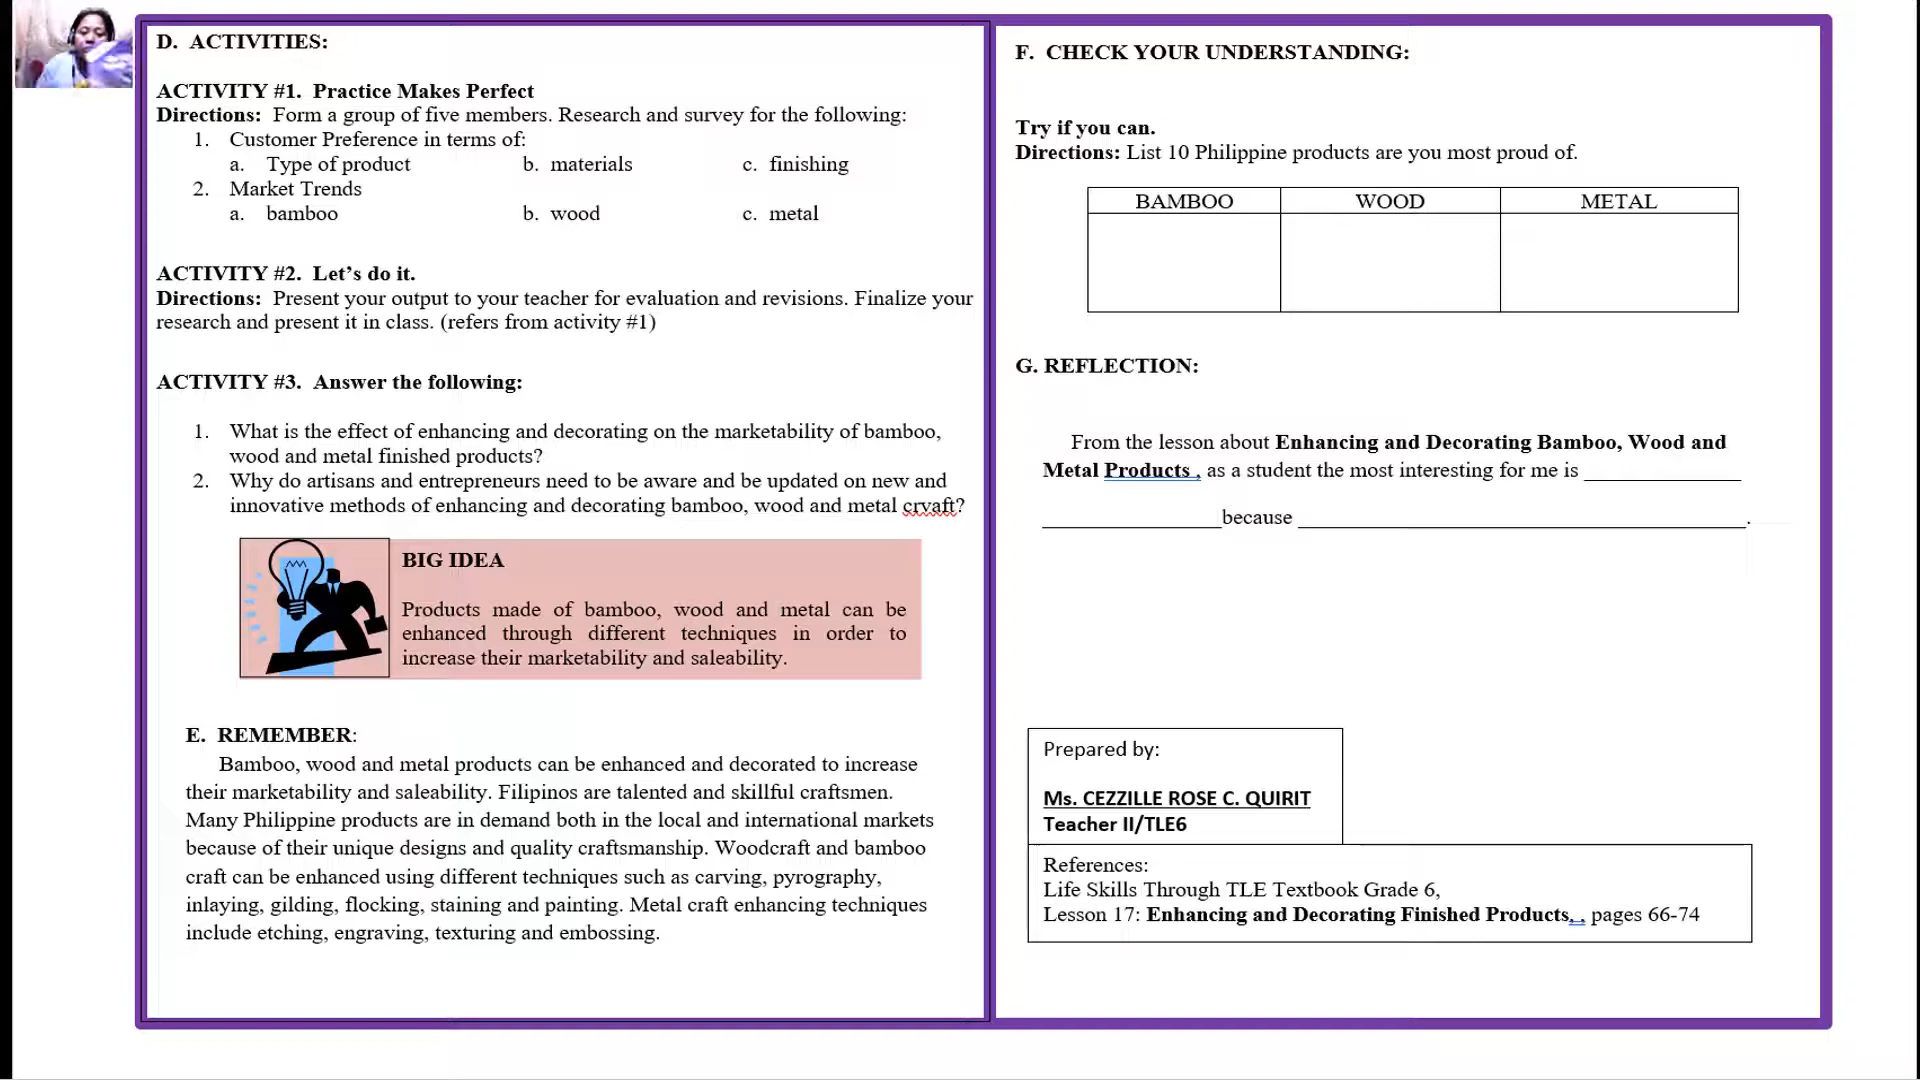 D. ACTIVITIES:
ACTIVITY #1. Practice Makes Perfect
Directions: Form a group of five members. Research and survey for the following:
1. Customer Preference in terms of:
a. Type of product b. materials c. finishing
2. Market Trends
a. bamboo b. wood c. metal
ACTIVITY #2. Let's do it.
Directions: Present your output to your teacher for evaluation and revisions. Finalize your
research and present it in class. (refers from activity #1)
ACTIVITY #3. Answer the following:
1. What is the effect of enhancing and decorating on the marketability of bamboo,
wood and metal finished products?
2. Why do artisans and entrepreneurs need to be aware and be updated on new and
innovative methods of enhancing and decorating bamboo, wood and metal crvaft?
BIG IDEA
Products made of bamboo, wood and metal can be
enhanced through different techniques in order to
increase their marketability and saleability.
E. REMEMBER:
Bamboo, wood and metal products can be enhanced and decorated to increase
their marketability and saleability. Filipinos are talented and skillful craftsmen.
Many Philippine products are in demand both in the local and international markets
because of their unique designs and quality craftsmanship. Woodcraft and bamboo
craft can be enhanced using different techniques such as carving, pyrography,
inlaying, gilding, flocking, staining and painting. Metal craft enhancing techniques
include etching, engraving, texturing and embossing.
F. CHECK YOUR UNDERSTANDING:
Try if you can.
Directions: List 10 Philippine products are you most proud of.
BAMBOO WOOD METAL
G. REFLECTION:
From the lesson about Enhancing and Decorating Bamboo, Wood and
Metal Products , as a student the most interesting for me is ______________
________________because ________________________________________.
Prepared by:
Ms. CEZZILLE ROSE C. QUIRIT
Teacher II/TLE6
References:
Life Skills Through TLE Textbook Grade 6,
Lesson 17: Enhancing and Decorating Finished Products, , pages 66-74